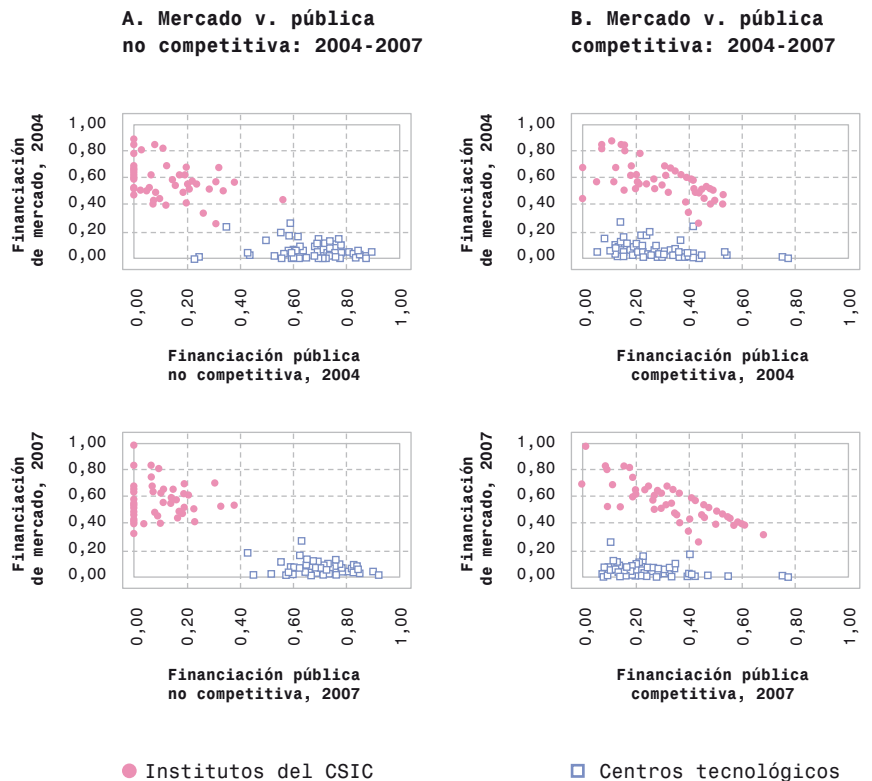 A. Mercado v. pública
no competitiva: 2004-2007
B. Mercado v. pública
competitiva: 2004-2007
Financiación
de mercado, 2004
1,00
0,80
0,60
0,40
0,20
0,00
0,00
0,20
0,40
0,60
0,80
1,00
Financiación pública
no competitiva, 2004
Financiación
de mercado, 2004
1,00
0,80
0,60
0,40
0,20
0,00
0,00
0,20
0,40
0,60
0,80
1,00
Financiación pública
competitiva, 2004
Financiación
de mercado, 2007
1,00
0,80
0,60
0,40
0,20
0,00
0,00
0,20
0,40
0,60
0,80
1,00
Financiación pública
no competitiva, 2007
Financiación
de mercado, 2007
1,00
0,80
0,60
0,40
0,20
0,00
0,00
0,20
0,40
0,60
0,80
1,00
Financiación pública
competitiva, 2007
Institutos del CSIC
Centros tecnológicos